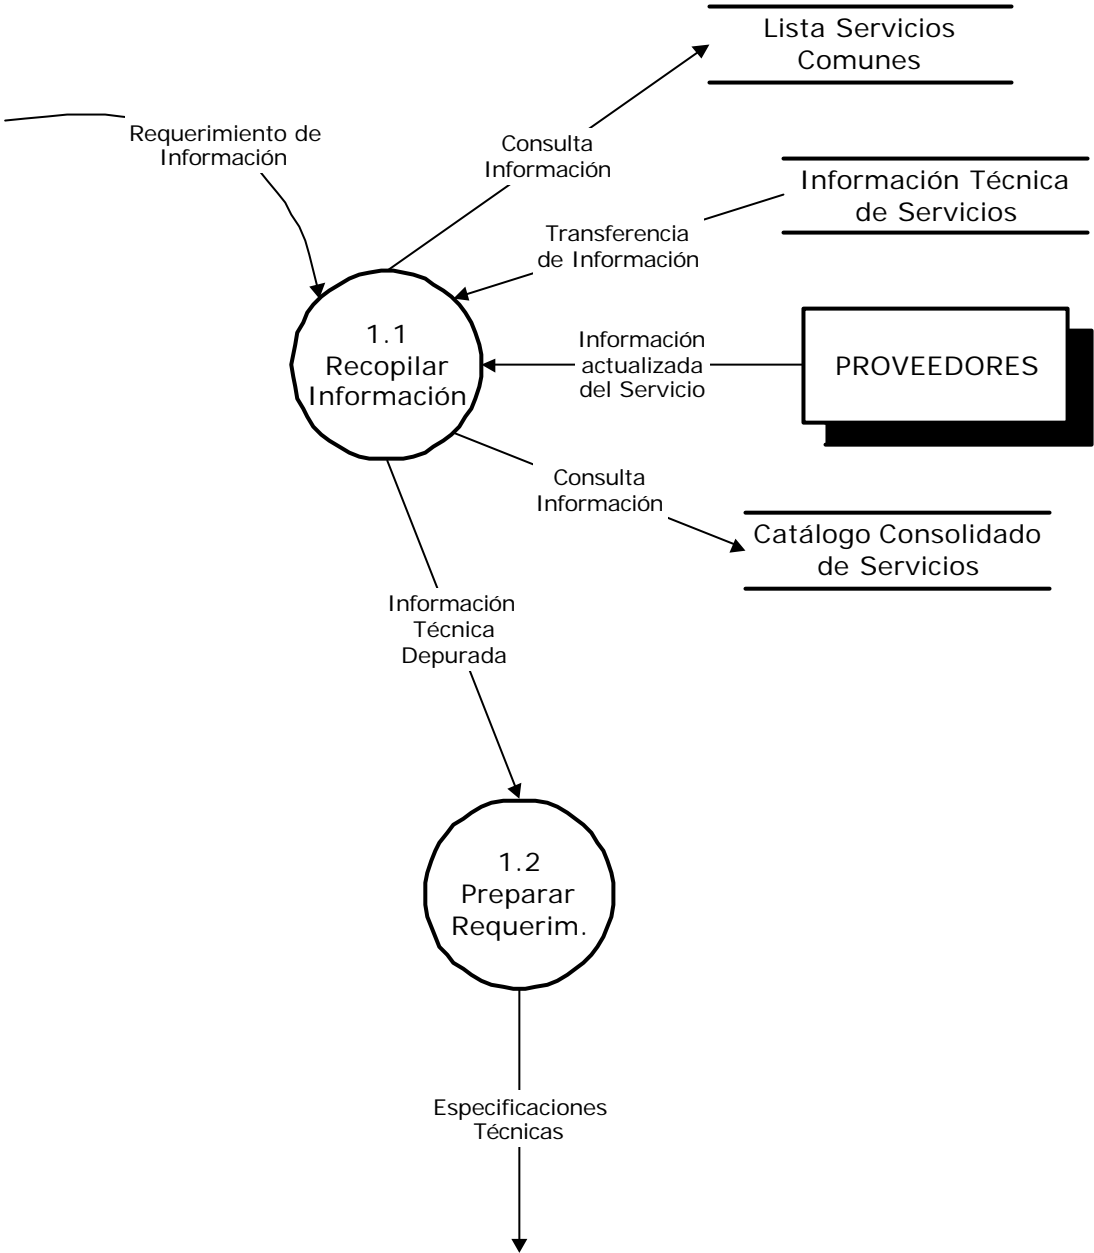 Lista Servicios
Comunes
Requerimiento de
Información
Consulta
Información
Información Técnica
de Servicios
Transferencia
de Información
1.1
Recopilar
Información
Información
actualizada
del Servicio
PROVEEDORES
Consulta
Información
Catálogo Consolidado
de Servicios
Información
Técnica
Depurada
1.2
Preparar
Requerim.
Especificaciones
Técnicas